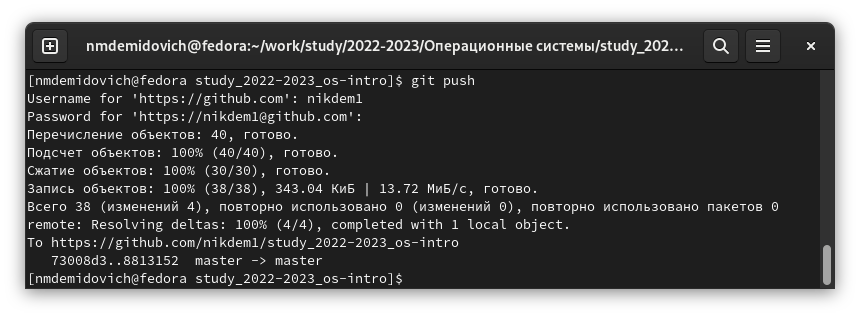 nmdemidovich@fedora:~/work/study/2022-2023/Операционные системы/study_202...
[nmdemidovich@fedora study_2022-2023_os-intro]$ git push
Username for 'https://github.com': nikdem1
Password for 'https://nikdem1@github.com':
Перечисление объектов: 40, готово.
Подсчет объектов: 100% (40/40), готово.
Сжатие объектов: 100% (30/30), готово.
Запись объектов: 100% (38/38), 343.04 КиБ | 13.72 МиБ/с, готово.
Всего 38 (изменений 4), повторно использовано 0 (изменений 0), повторно использовано пакетов 0
remote: Resolving deltas: 100% (4/4), completed with 1 local object.
To https://github.com/nikdem1/study_2022-2023_os-intro
   73008d3..8813152  master -> master
[nmdemidovich@fedora study_2022-2023_os-intro]$